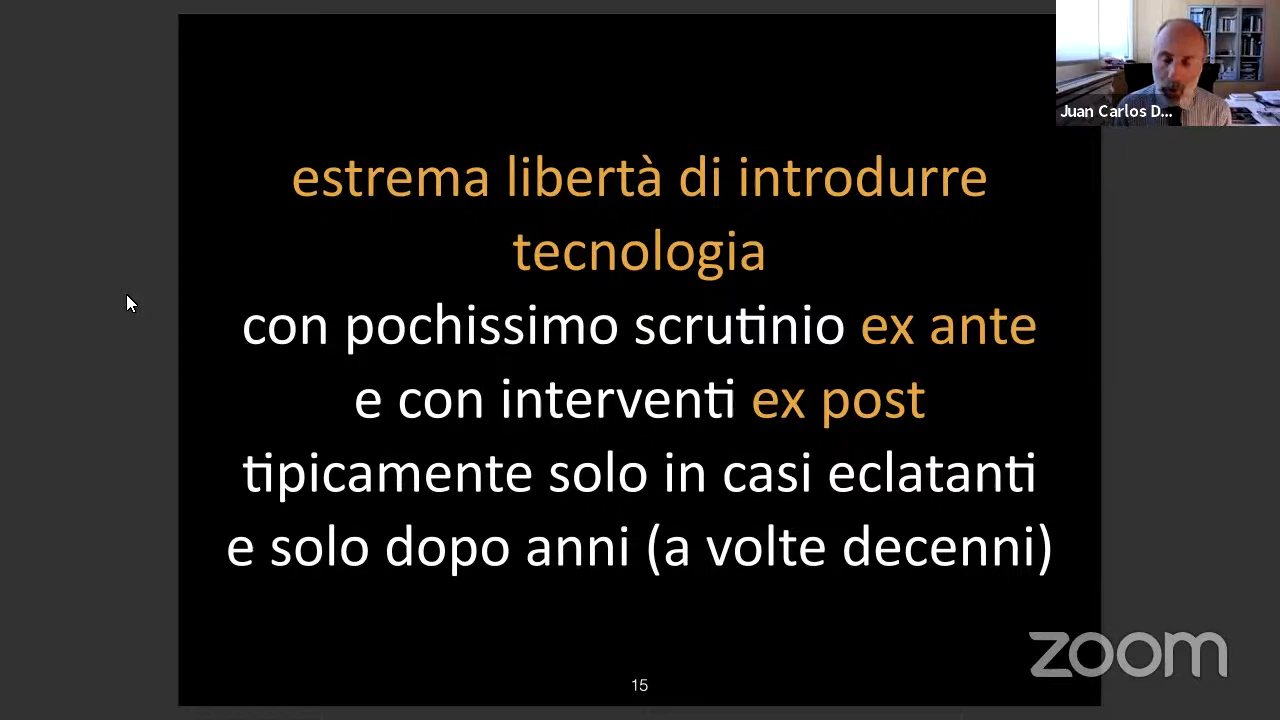 Juan Carlos D...
estrema libertà di introdurre
tecnologia
con pochissimo scrutinio ex ante
e con interventi ex post
tipicamente solo in casi eclatanti
e solo dopo anni (a volte decenni)
zoom
15